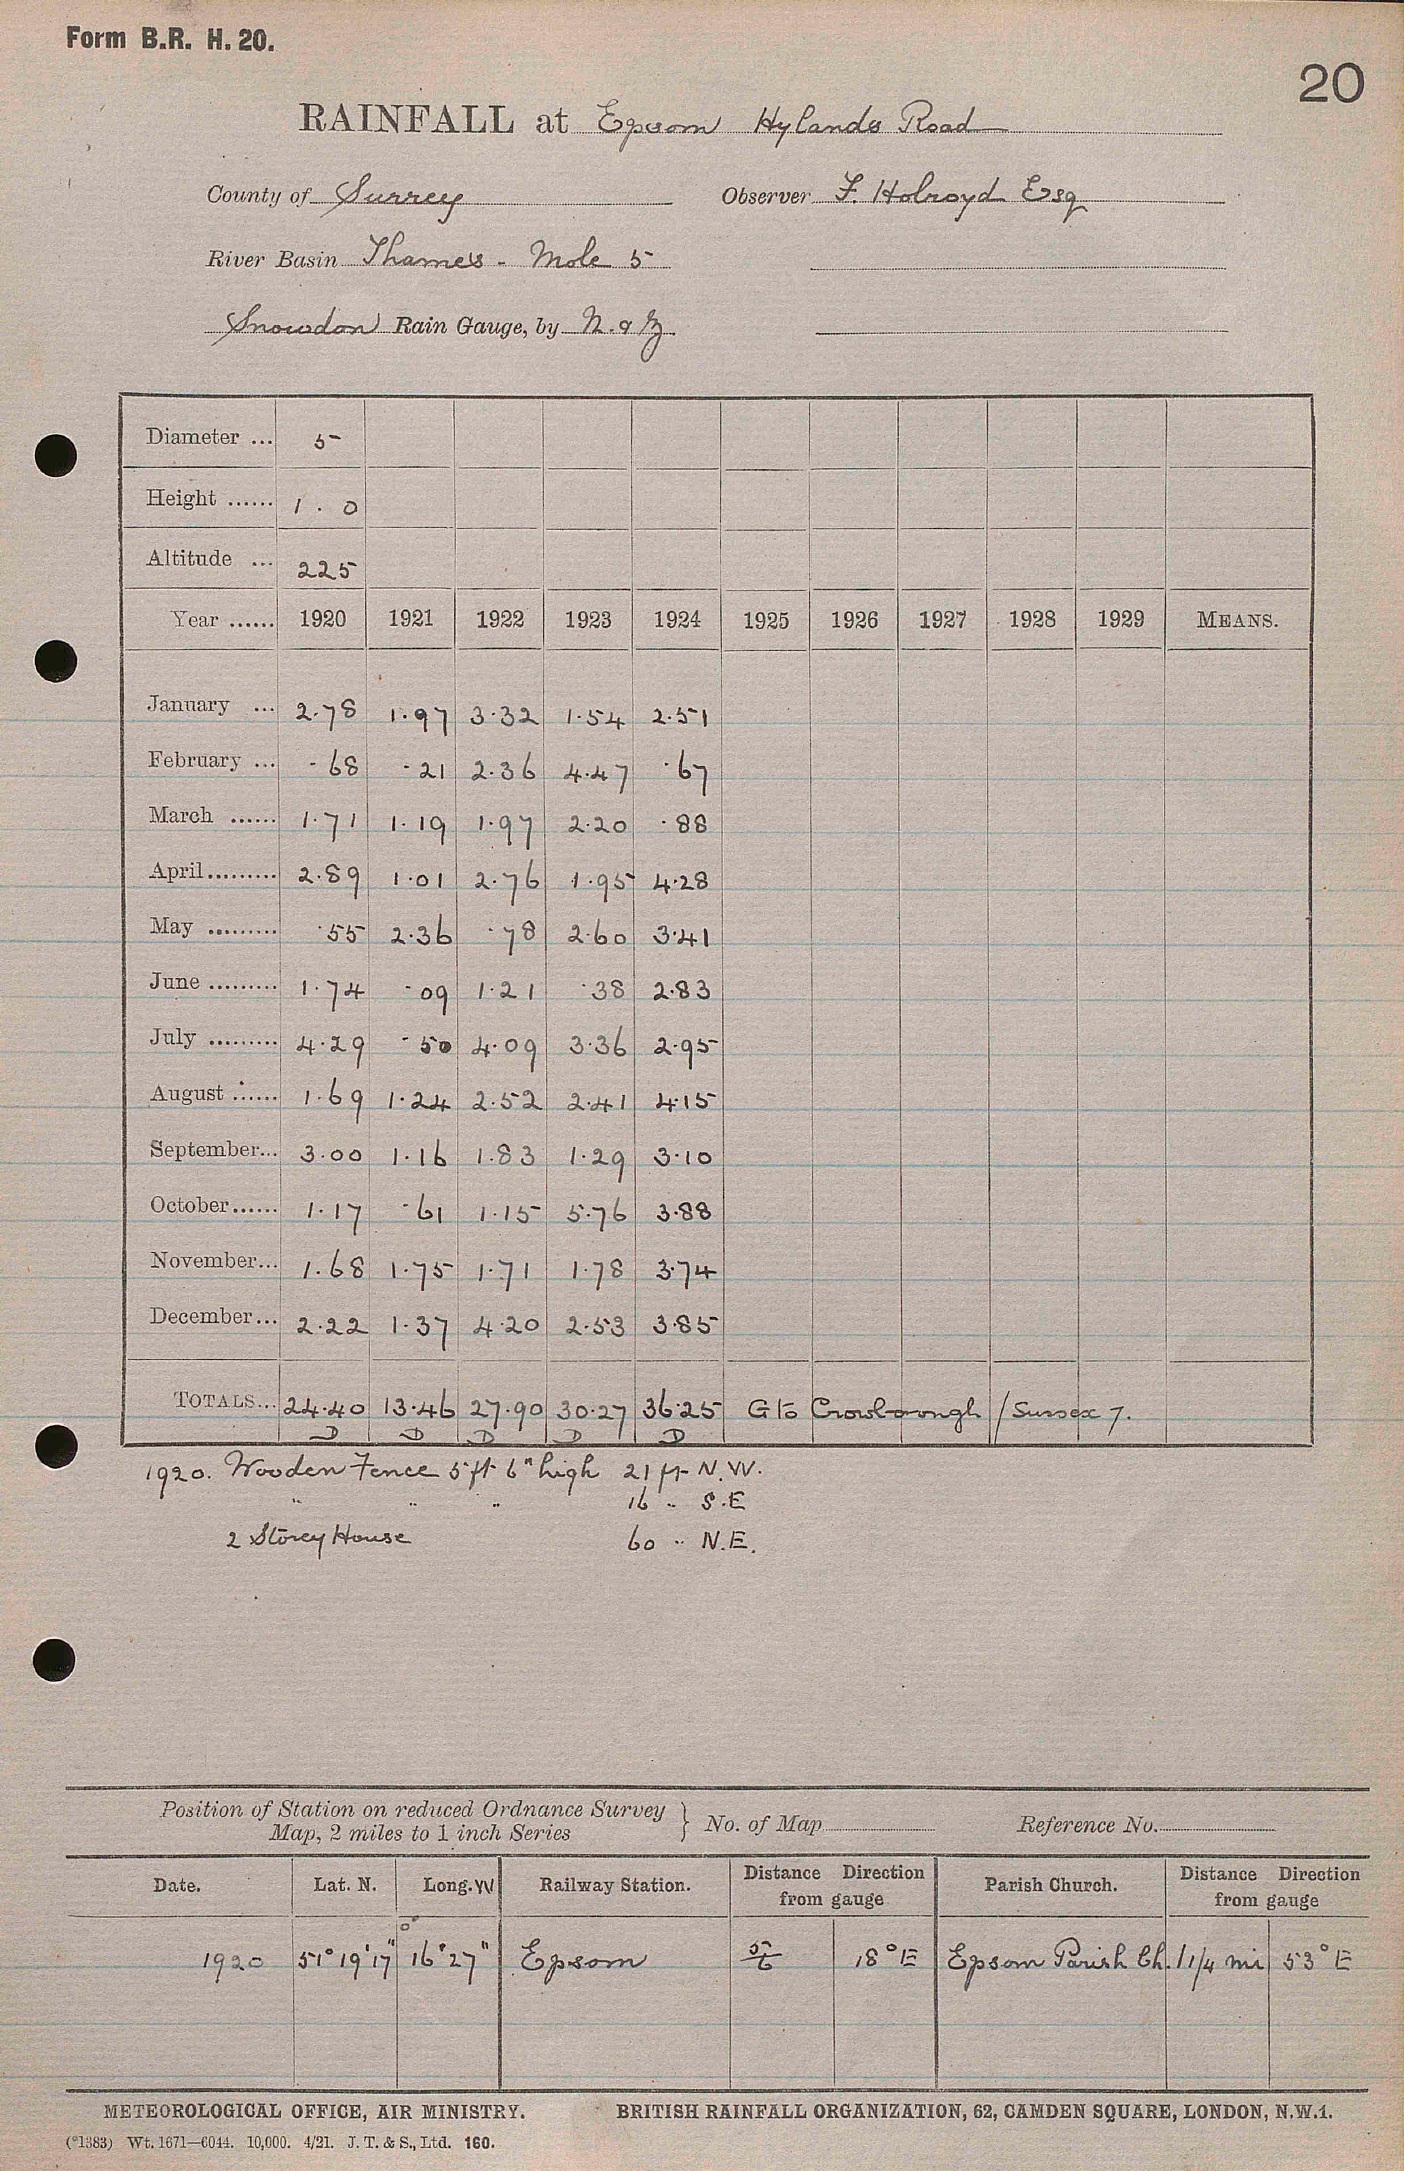 Form B.R. H. 20.
20
RAINFALL at Epsom Hylands Road
County of Surrey Observer F. Holroyd Esq
River Basin Thames - Mole 5
Snowdon Rain Gauge, by N. & Z
Diameter ... 5
Height ...... 1 . 0
Altitude ... 225
Year ...... 1920 1921 1922 1923 1924 1925 1926 1927 1928 1929 MEANS.
January ... 2.78 1.97 3.32 1.54 2.51
February ... .68 .21 2.36 4.47 .67
March ...... 1.71 1.19 1.97 2.20 .88
April......... 2.89 1.01 2.76 1.95 4.28
May ......... .55 2.36 .78 2.60 3.41
June ......... 1.74 .09 1.21 .38 2.83
July ......... 4.29 .50 4.09 3.36 2.95
August ...... 1.69 1.24 2.52 2.41 4.15
September... 3.00 1.16 1.83 1.29 3.10
October...... 1.17 .61 1.15 5.76 3.88
November... 1.68 1.75 1.71 1.78 3.74
December... 2.22 1.37 4.20 2.53 3.85
TOTALS... 24.40 13.46 27.90 30.27 36.25 G to Crowborough / Sussex 7.
D D D D D
1920. Wooden Fence 5 ft 6" high 21 ft N.W.
" " " 16 " S.E
2 Storey House 60 " N.E.
Position of Station on reduced Ordnance Survey
Map, 2 miles to 1 inch Series } No. of Map Reference No.
Date. Lat. N. Long. W Railway Station. Distance Direction from gauge Parish Church. Distance Direction from gauge
1920 51° 19' 17" 0° 16' 27" Epsom 5/6 18° E Epsom Parish Ch. 1 1/4 mi 53° E
METEOROLOGICAL OFFICE, AIR MINISTRY. BRITISH RAINFALL ORGANIZATION, 62, CAMDEN SQUARE, LONDON, N.W.1.
(*1383) Wt. 1671—6044. 10,000. 4/21. J. T. & S., Ltd. 160.